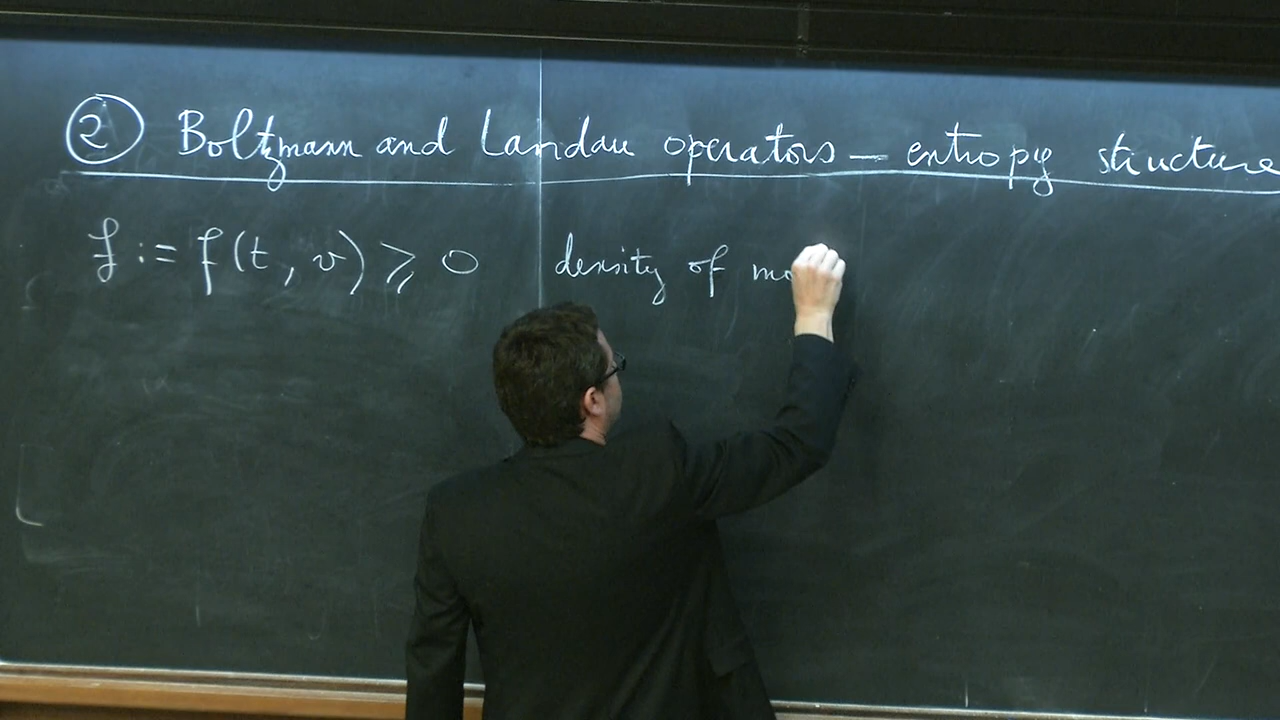 ② Boltzmann and Landau operators — entropy structure
f := f(t, v) ⩾ 0 density of